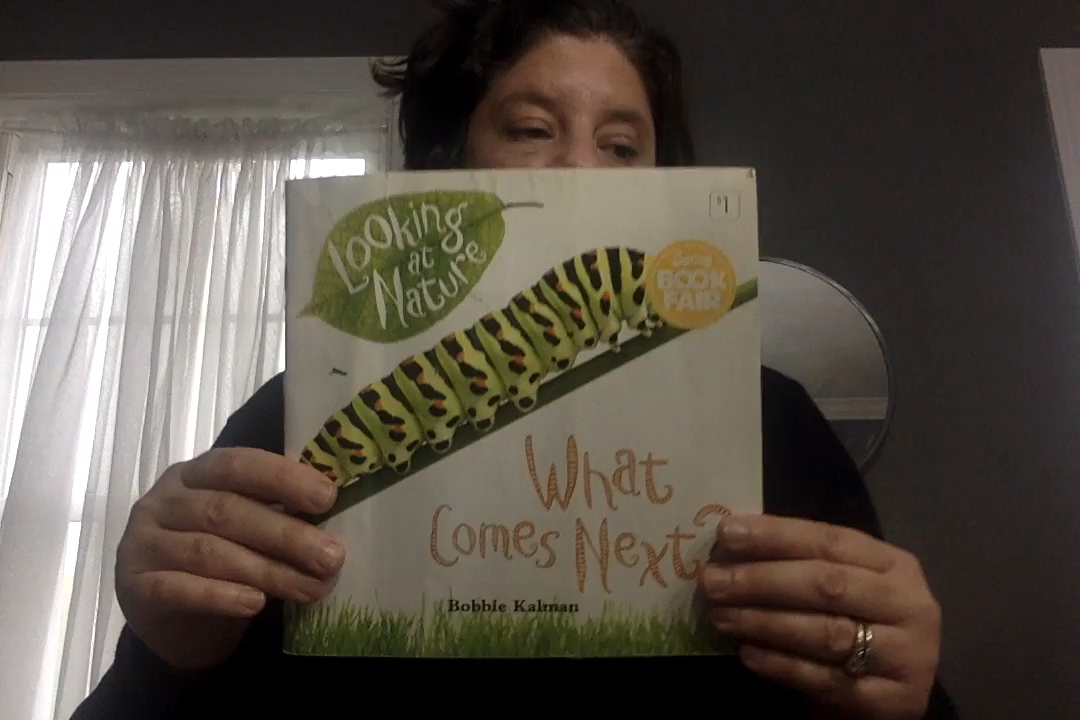 Looking
at
Nature
$1
Spring
BOOK
FAIR
What
Comes Next?
Bobbie Kalman